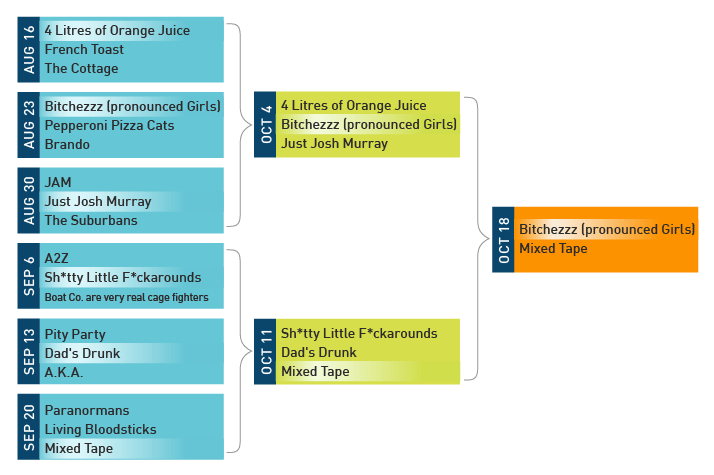 AUG 16
4 Litres of Orange Juice
French Toast
The Cottage
AUG 23
Bitchezzz (pronounced Girls)
Pepperoni Pizza Cats
Brando
AUG 30
JAM
Just Josh Murray
The Suburbans
SEP 6
A2Z
Sh*tty Little F*ckarounds
Boat Co. are very real cage fighters
SEP 13
Pity Party
Dad's Drunk
A.K.A.
SEP 20
Paranormans
Living Bloodsticks
Mixed Tape
OCT 4
4 Litres of Orange Juice
Bitchezzz (pronounced Girls)
Just Josh Murray
OCT 11
Sh*tty Little F*ckarounds
Dad's Drunk
Mixed Tape
OCT 18
Bitchezzz (pronounced Girls)
Mixed Tape